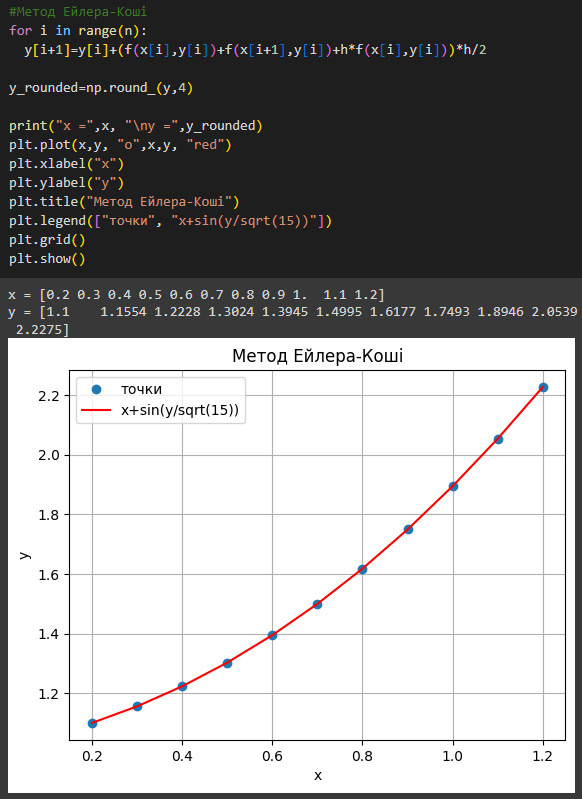 #Метод Ейлера-Коші
for i in range(n):
  y[i+1]=y[i]+(f(x[i],y[i])+f(x[i+1],y[i])+h*f(x[i],y[i]))*h/2
y_rounded=np.round_(y,4)
print("x =",x, "\ny =",y_rounded)
plt.plot(x,y, "o",x,y, "red")
plt.xlabel("x")
plt.ylabel("y")
plt.title("Метод Ейлера-Коші")
plt.legend(["точки", "x+sin(y/sqrt(15))"])
plt.grid()
plt.show()
x = [0.2 0.3 0.4 0.5 0.6 0.7 0.8 0.9 1.  1.1 1.2]
y = [1.1    1.1554 1.2228 1.3024 1.3945 1.4995 1.6177 1.7493 1.8946 2.0539
 2.2275]
Метод Ейлера-Коші
точки
x+sin(y/sqrt(15))
2.2
2.0
1.8
1.6
1.4
1.2
y
0.2 0.4 0.6 0.8 1.0 1.2
x